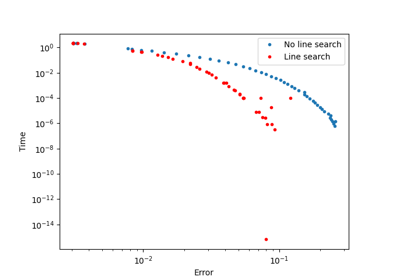 No line search
Line search
Time
10⁰
10⁻²
10⁻⁴
10⁻⁶
10⁻⁸
10⁻¹⁰
10⁻¹²
10⁻¹⁴
10⁻²
10⁻¹
Error